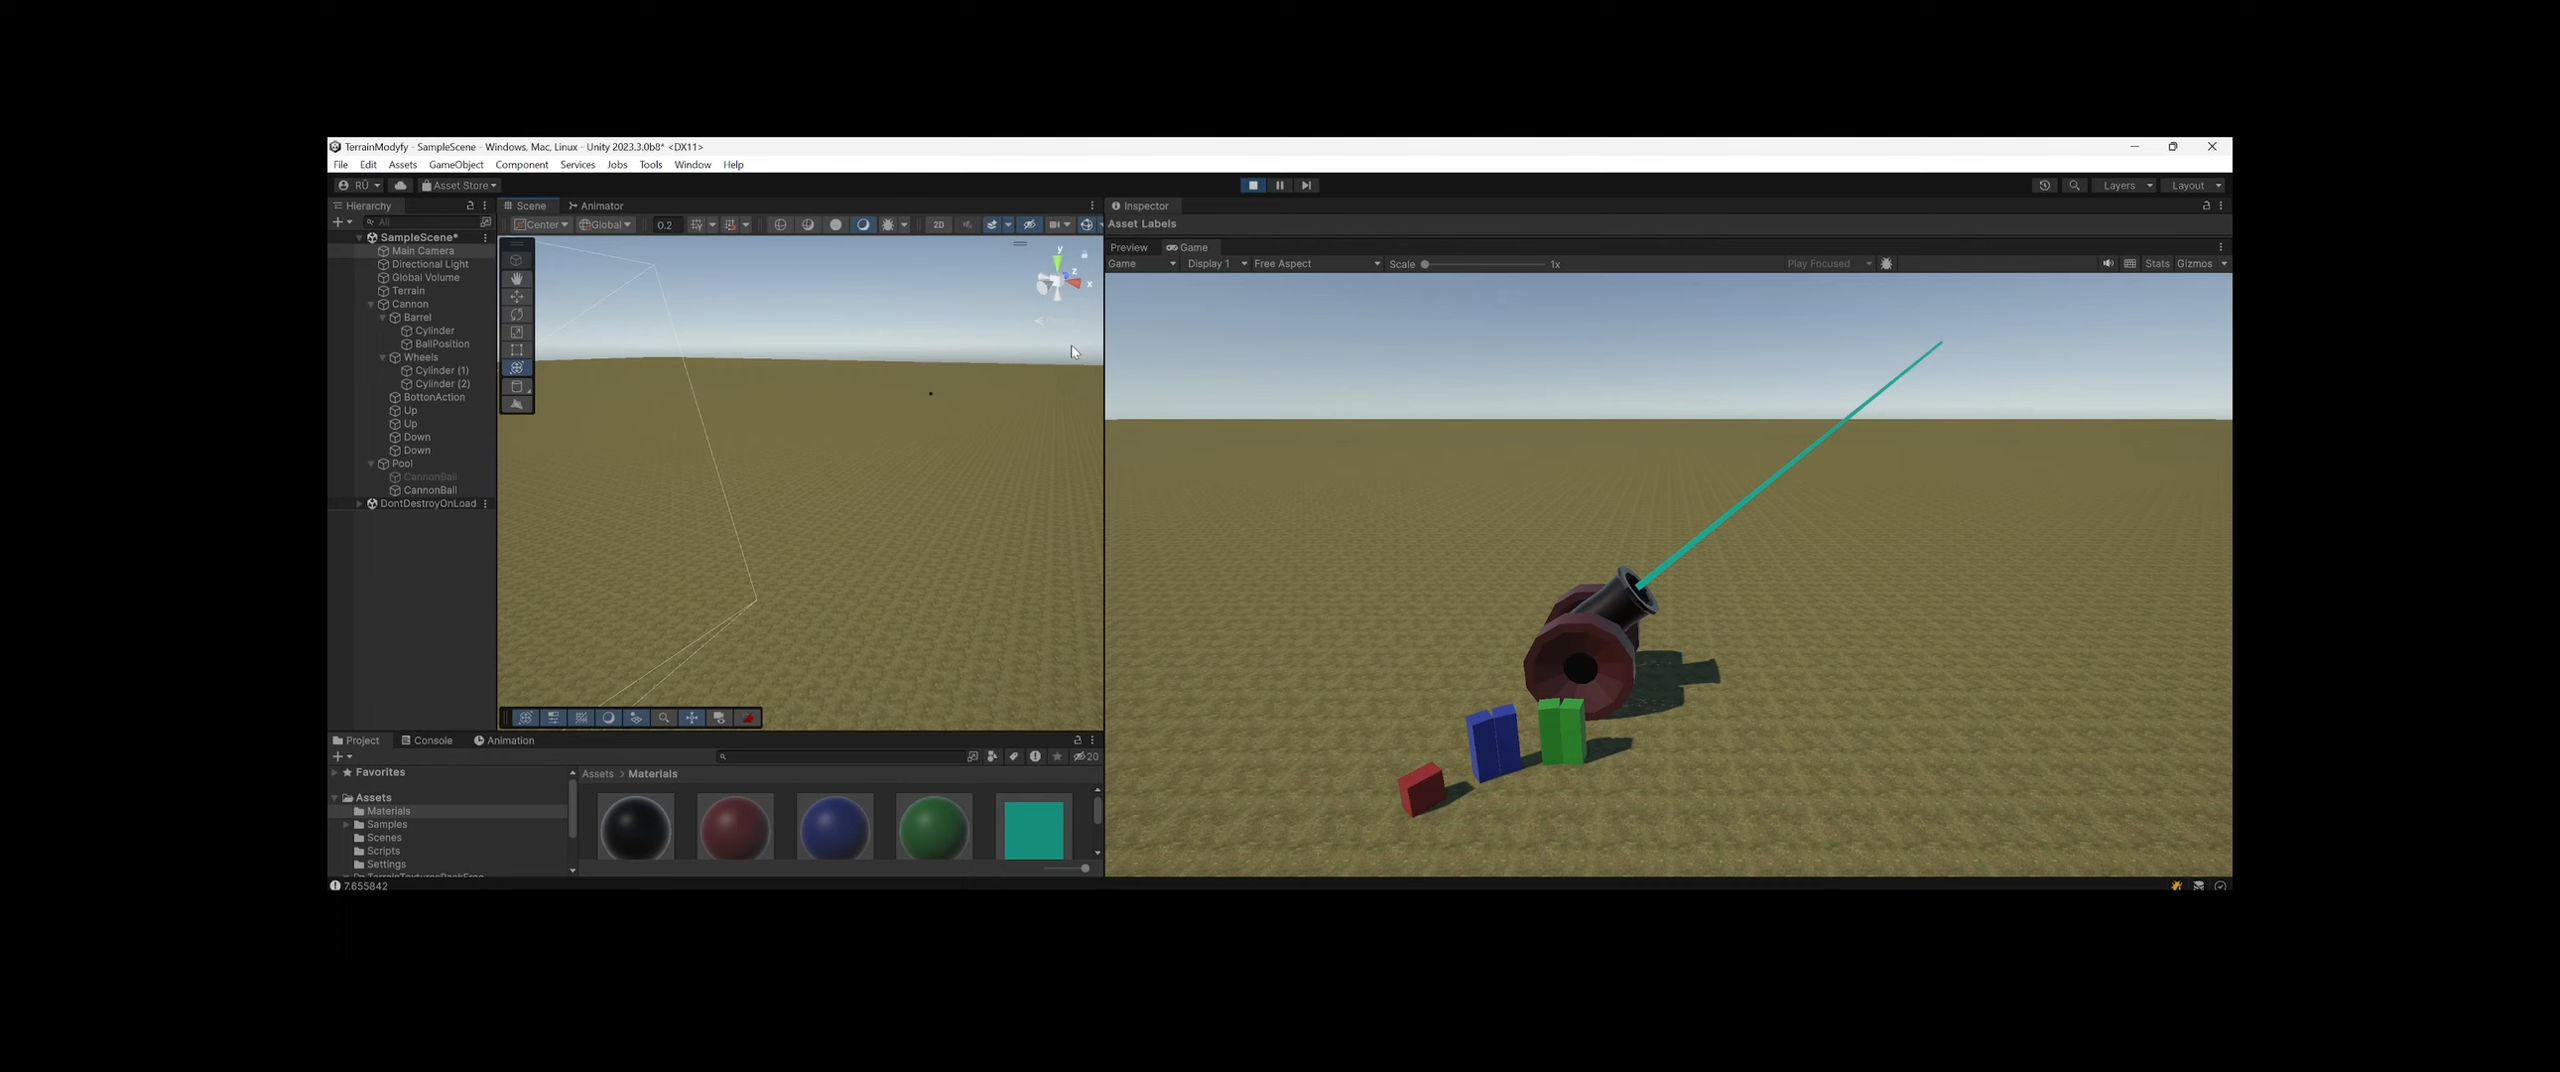 TerrainModyfy - SampleScene - Windows, Mac, Linux - Unity 2023.3.0b8* <DX11>
File Edit Assets GameObject Component Services Jobs Tools Window Help
RÜ Asset Store Layers Layout
Hierarchy
All
SampleScene*
Main Camera
Directional Light
Global Volume
Terrain
Cannon
Barrel
Cylinder
BallPosition
Wheels
Cylinder (1)
Cylinder (2)
BottonAction
Up
Up
Down
Down
Pool
CannonBall
CannonBall
DontDestroyOnLoad
Scene Animator
Center Global 0.2 2D
y
z
x
Inspector
Asset Labels
Preview Game
Game Display 1 Free Aspect Scale 1x Play Focused Stats Gizmos
Project Console Animation
20
Favorites
Assets
Materials
Samples
Scenes
Scripts
Settings
Assets > Materials
7.655842